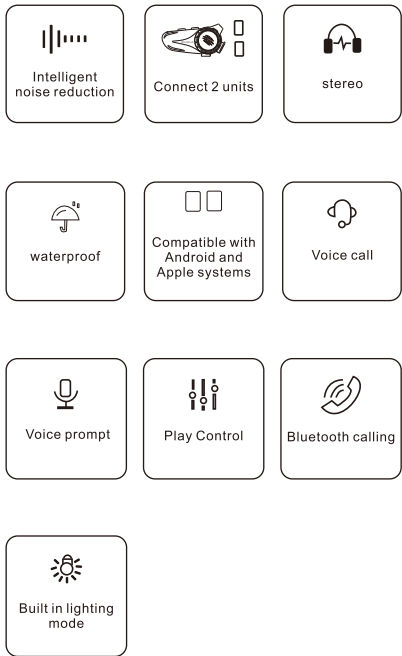 Intelligent
noise reduction
Connect 2 units
stereo
waterproof
Compatible with
Android and
Apple systems
Voice call
Voice prompt
Play Control
Bluetooth calling
Built in lighting
mode